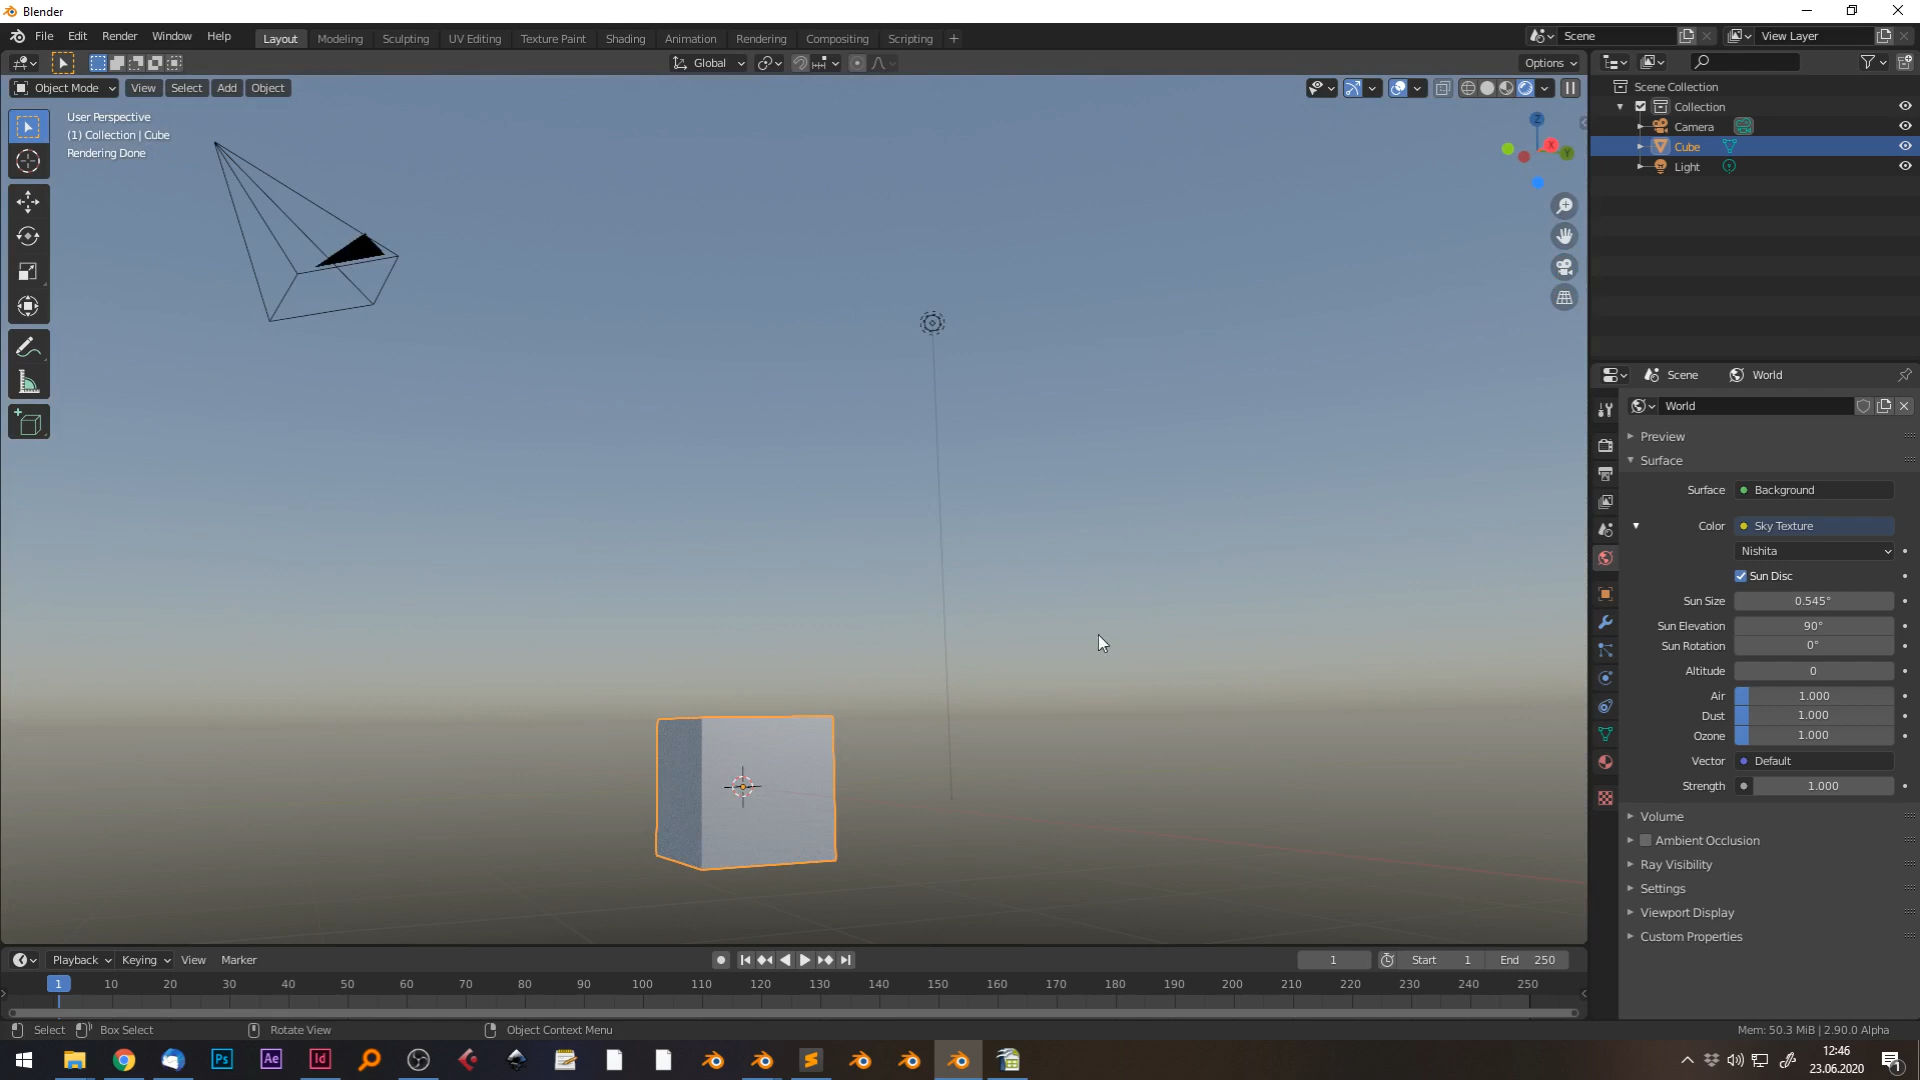 Blender
File Edit Render Window Help
Layout Modeling Sculpting UV Editing Texture Paint Shading Animation Rendering Compositing Scripting +
Scene
View Layer
Global
Options
Object Mode View Select Add Object
User Perspective
(1) Collection | Cube
Rendering Done
Z
X
Y
Scene Collection
Collection
Camera
Cube
Light
Scene World
World
Preview
Surface
Surface Background
Color Sky Texture
Nishita
Sun Disc
Sun Size 0.545°
Sun Elevation 90°
Sun Rotation 0°
Altitude 0
Air 1.000
Dust 1.000
Ozone 1.000
Vector Default
Strength 1.000
Volume
Ambient Occlusion
Ray Visibility
Settings
Viewport Display
Custom Properties
Playback Keying View Marker
1 Start 1 End 250
1 10 20 30 40 50 60 70 80 90 100 110 120 130 140 150 160 170 180 190 200 210 220 230 240 250
Select Box Select Rotate View Object Context Menu
Mem: 50.3 MiB | 2.90.0 Alpha
Ps Ae Id
12:46
23.06.2020
1